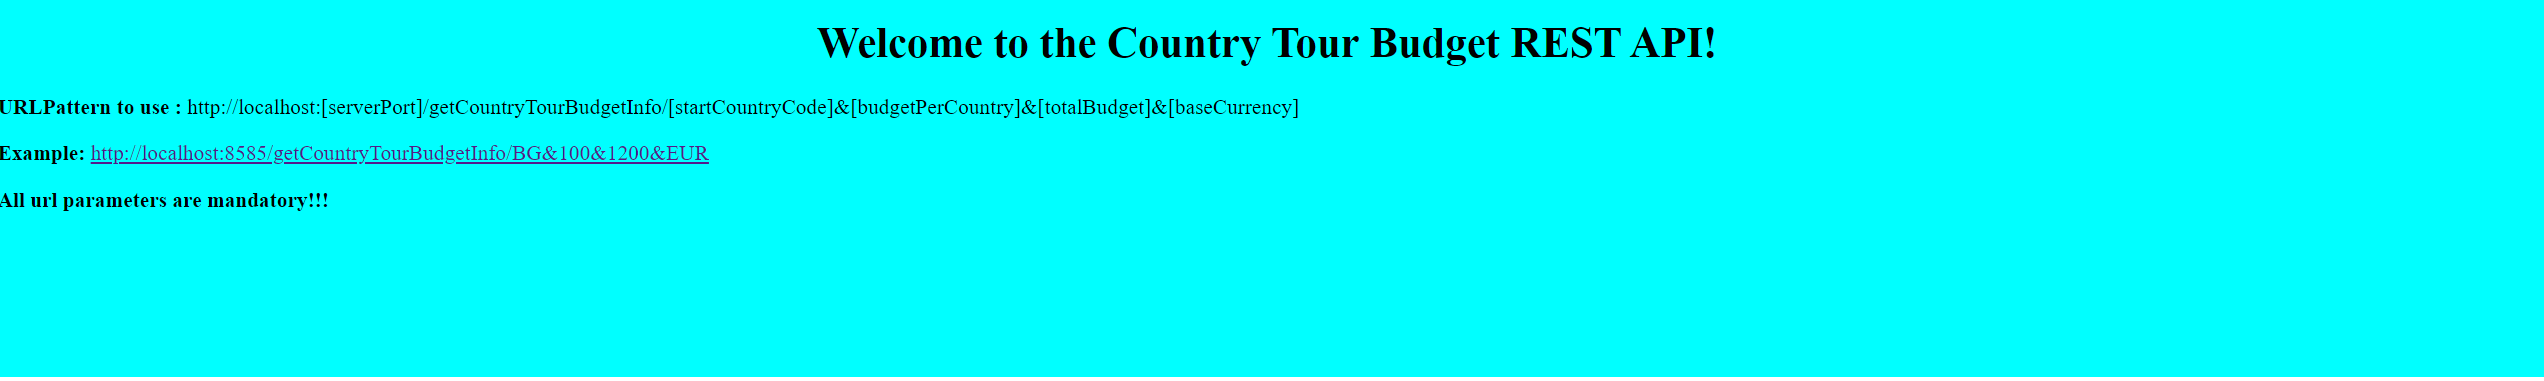 Welcome to the Country Tour Budget REST API!
URLPattern to use : http://localhost:[serverPort]/getCountryTourBudgetInfo/[startCountryCode]&[budgetPerCountry]&[totalBudget]&[baseCurrency]
Example: http://localhost:8585/getCountryTourBudgetInfo/BG&100&1200&EUR
All url parameters are mandatory!!!